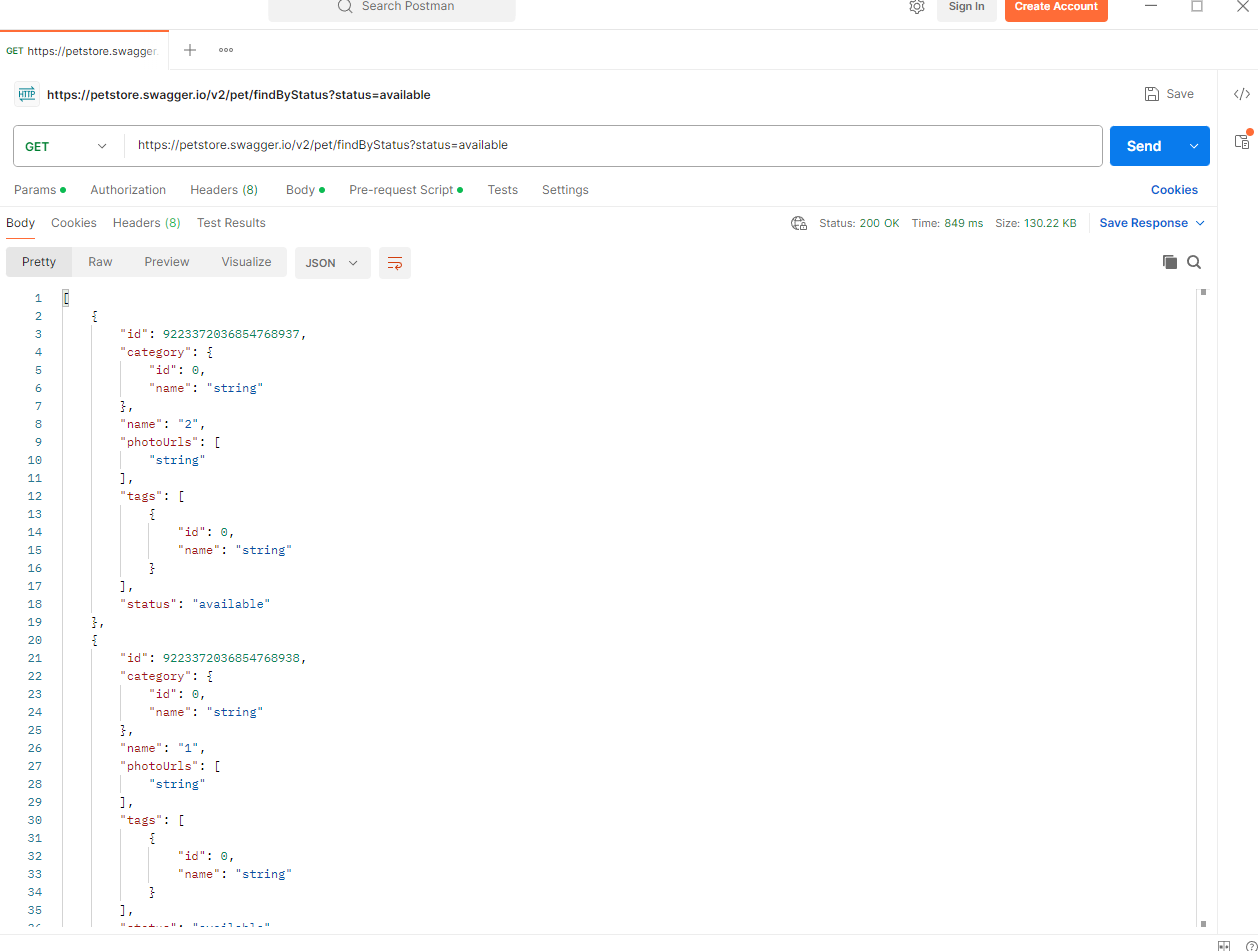 Search Postman
Sign In
Create Account
GET https://petstore.swagger.
HTTP https://petstore.swagger.io/v2/pet/findByStatus?status=available
Save
</>
GET
https://petstore.swagger.io/v2/pet/findByStatus?status=available
Send
Params Authorization Headers (8) Body Pre-request Script Tests Settings
Cookies
Body Cookies Headers (8) Test Results
Status: 200 OK Time: 849 ms Size: 130.22 KB
Save Response
Pretty Raw Preview Visualize JSON
1 [
2 {
3 "id": 9223372036854768937,
4 "category": {
5 "id": 0,
6 "name": "string"
7 },
8 "name": "2",
9 "photoUrls": [
10 "string"
11 ],
12 "tags": [
13 {
14 "id": 0,
15 "name": "string"
16 }
17 ],
18 "status": "available"
19 },
20 {
21 "id": 9223372036854768938,
22 "category": {
23 "id": 0,
24 "name": "string"
25 },
26 "name": "1",
27 "photoUrls": [
28 "string"
29 ],
30 "tags": [
31 {
32 "id": 0,
33 "name": "string"
34 }
35 ],
36 "status": "available"